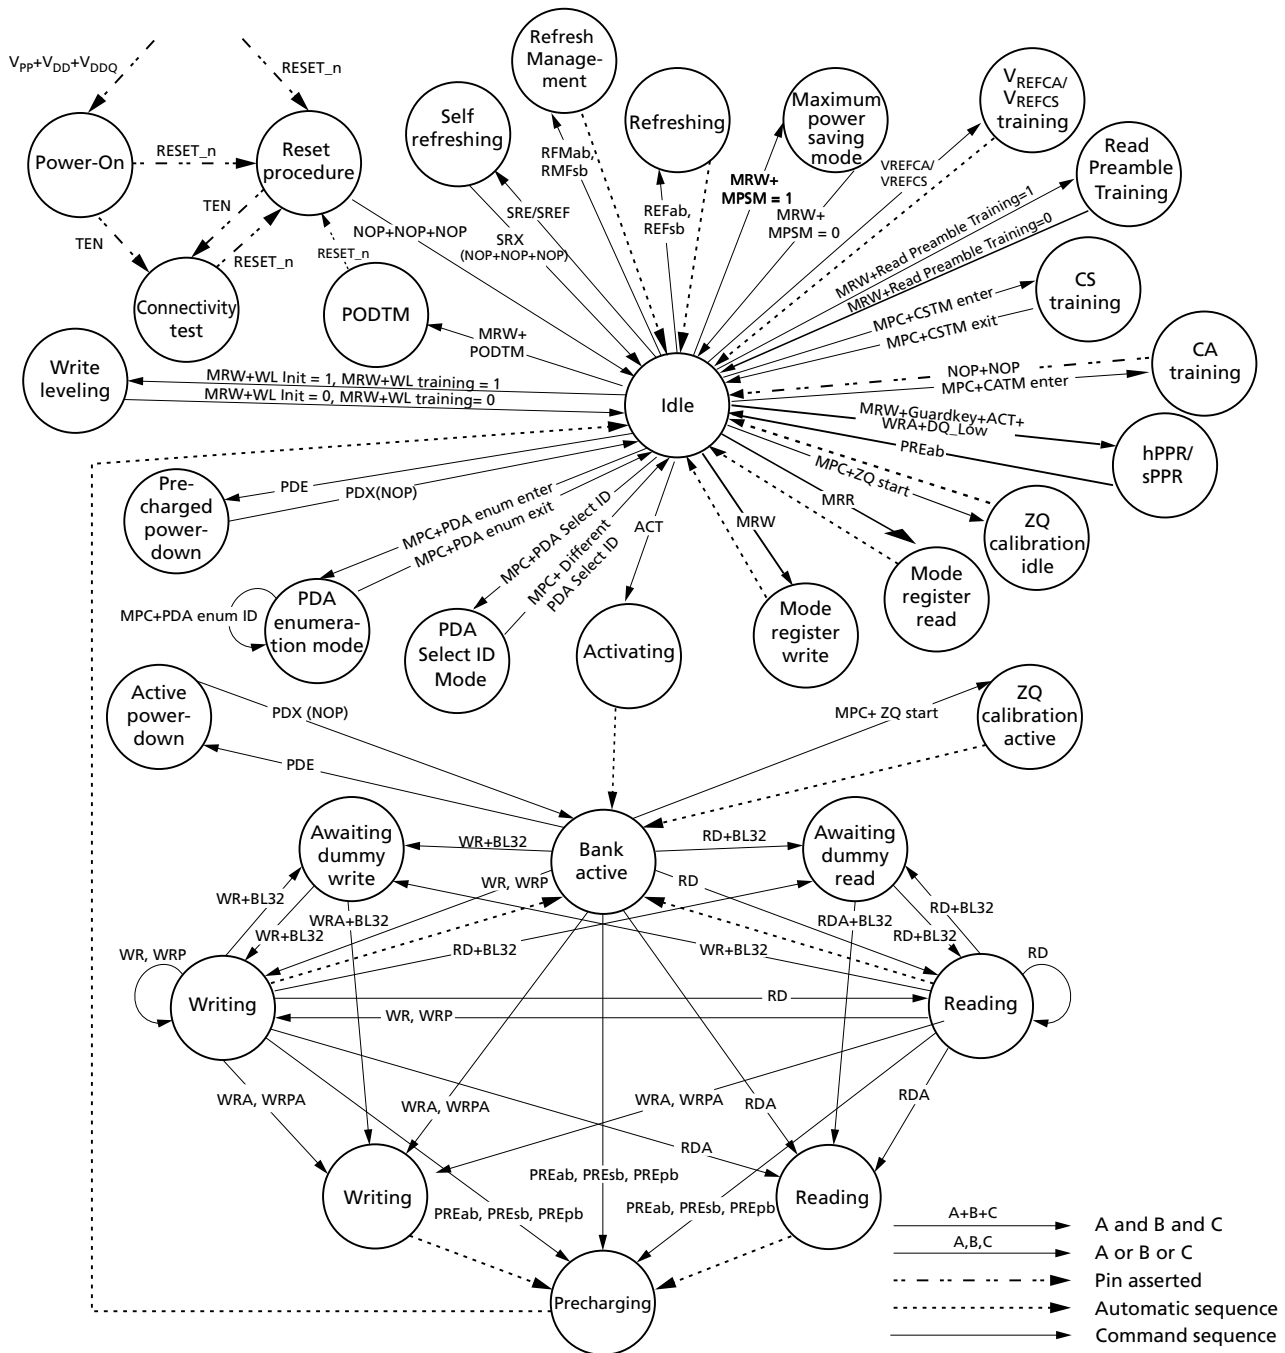 V_PP+V_DD+V_DDQ
RESET_n
Power-On
RESET_n
Reset
procedure
TEN
TEN
RESET_n
RESET_n
Connectivity
test
PODTM
NOP+NOP+NOP
MRW+
PODTM
Self
refreshing
SRE/SREF
SRX
(NOP+NOP+NOP)
Refresh
Manage-
ment
RFMab,
RMFsb
Refreshing
REFab,
REFsb
Maximum
power
saving
mode
MRW+
MPSM = 1
MRW+
MPSM = 0
V_REFCA/
V_REFCS
training
VREFCA/
VREFCS
Read
Preamble
Training
MRW+Read Preamble Training=1
MRW+Read Preamble Training=0
CS
training
MPC+CSTM enter
MPC+CSTM exit
CA
training
NOP+NOP
MPC+CATM enter
Write
leveling
MRW+WL Init = 1, MRW+WL training = 1
MRW+WL Init = 0, MRW+WL training= 0
Idle
MRW+Guardkey+ACT+
WRA+DQ_Low
PREab
hPPR/
sPPR
Pre-
charged
power-
down
PDE
PDX(NOP)
MPC+PDA enum enter
MPC+PDA enum exit
MPC+PDA enum ID
PDA
enumera-
tion mode
MPC+PDA Select ID
MPC+ Different
PDA Select ID
PDA
Select ID
Mode
ACT
Activating
MRW
Mode
register
write
MRR
Mode
register
read
MPC+ZQ start
ZQ
calibration
idle
Active
power-
down
PDX (NOP)
PDE
MPC+ ZQ start
ZQ
calibration
active
Awaiting
dummy
write
WR+BL32
Bank
active
RD+BL32
Awaiting
dummy
read
WR, WRP
RD
WR+BL32
WR+BL32
WRA+BL32
RD+BL32
WR+BL32
RDA+BL32
RD+BL32
RD+BL32
WR, WRP
Writing
RD
WR, WRP
Reading
RD
WRA, WRPA
WRA, WRPA
WRA, WRPA
RDA
RDA
RDA
Writing
PREab, PREsb, PREpb
PREab, PREsb, PREpb
PREab, PREsb, PREpb
Reading
Precharging
A+B+C
A and B and C
A,B,C
A or B or C
Pin asserted
Automatic sequence
Command sequence